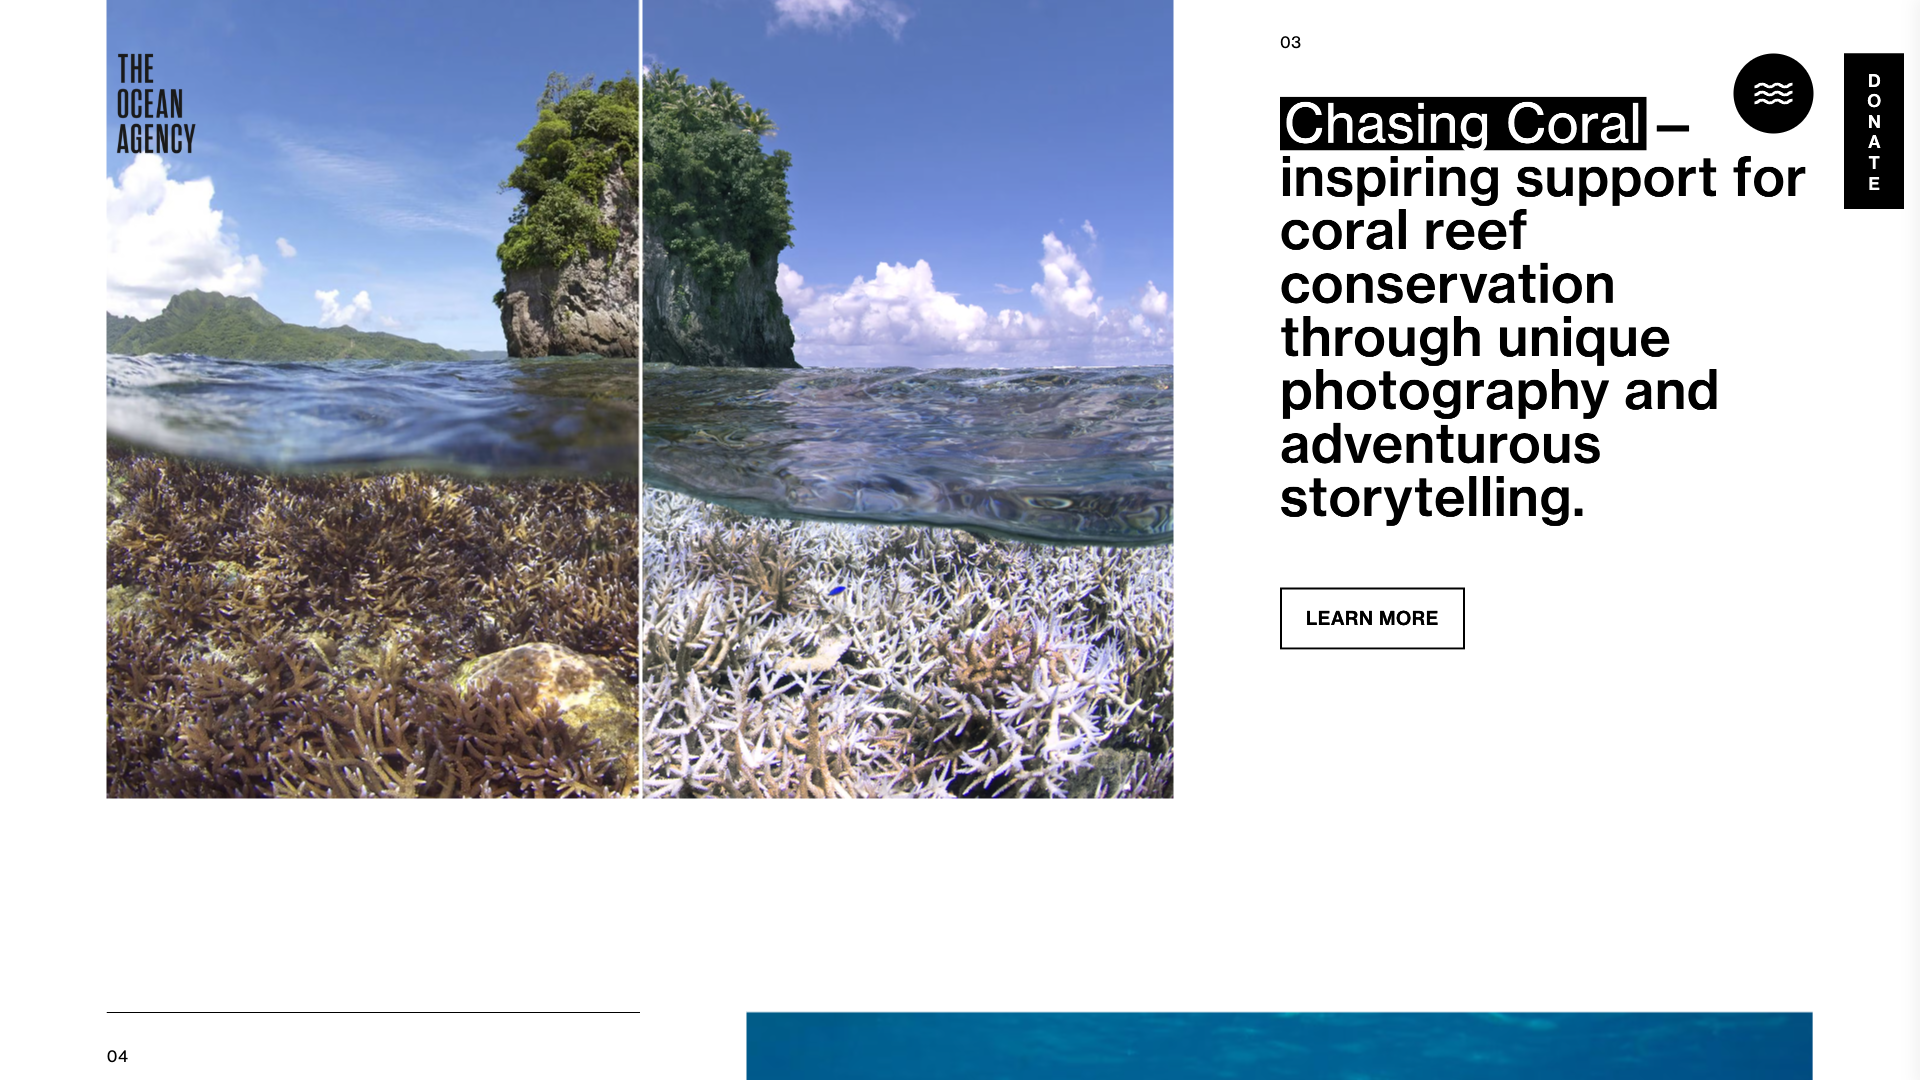 THE
OCEAN
AGENCY
03
Chasing Coral –
inspiring support for
coral reef
conservation
through unique
photography and
adventurous
storytelling.
LEARN MORE
DONATE
04